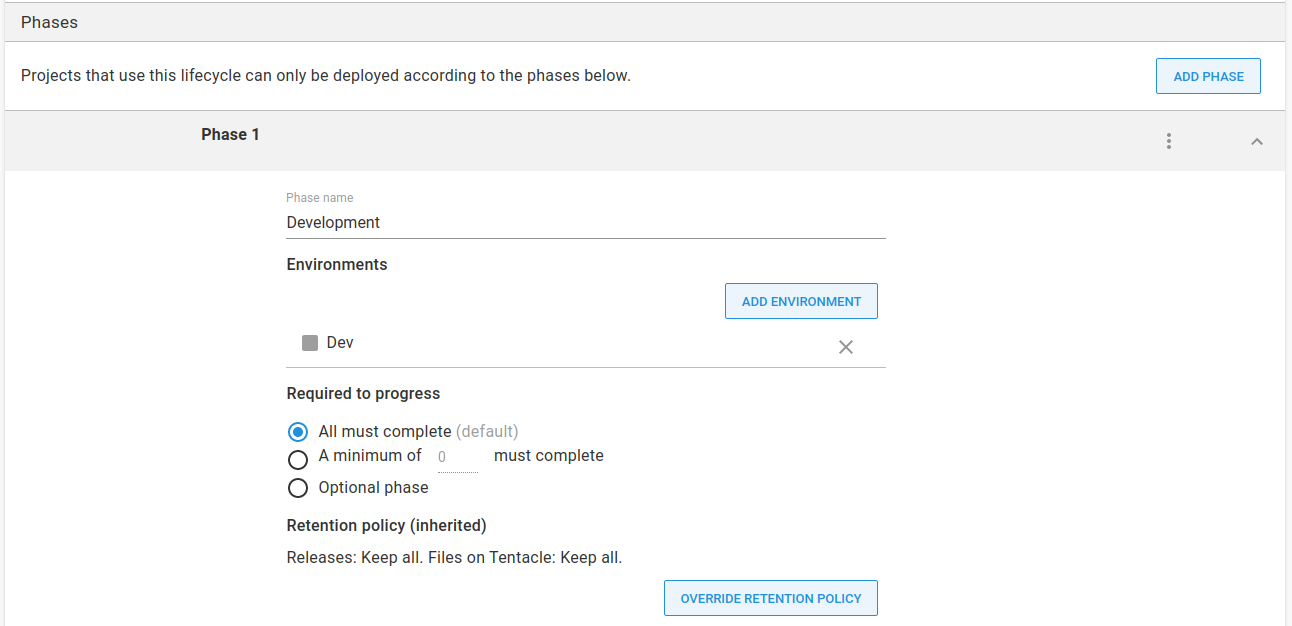 Phases
Projects that use this lifecycle can only be deployed according to the phases below.
ADD PHASE
Phase 1
Phase name
Development
Environments
ADD ENVIRONMENT
Dev
Required to progress
All must complete (default)
A minimum of 0 must complete
Optional phase
Retention policy (inherited)
Releases: Keep all. Files on Tentacle: Keep all.
OVERRIDE RETENTION POLICY